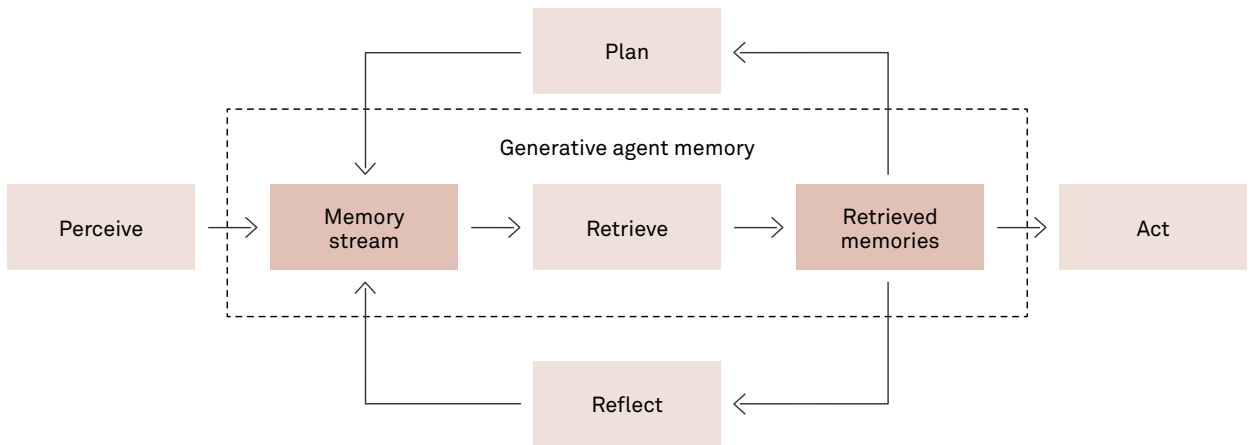 Plan
Generative agent memory
Perceive
Memory
stream
Retrieve
Retrieved
memories
Act
Reflect